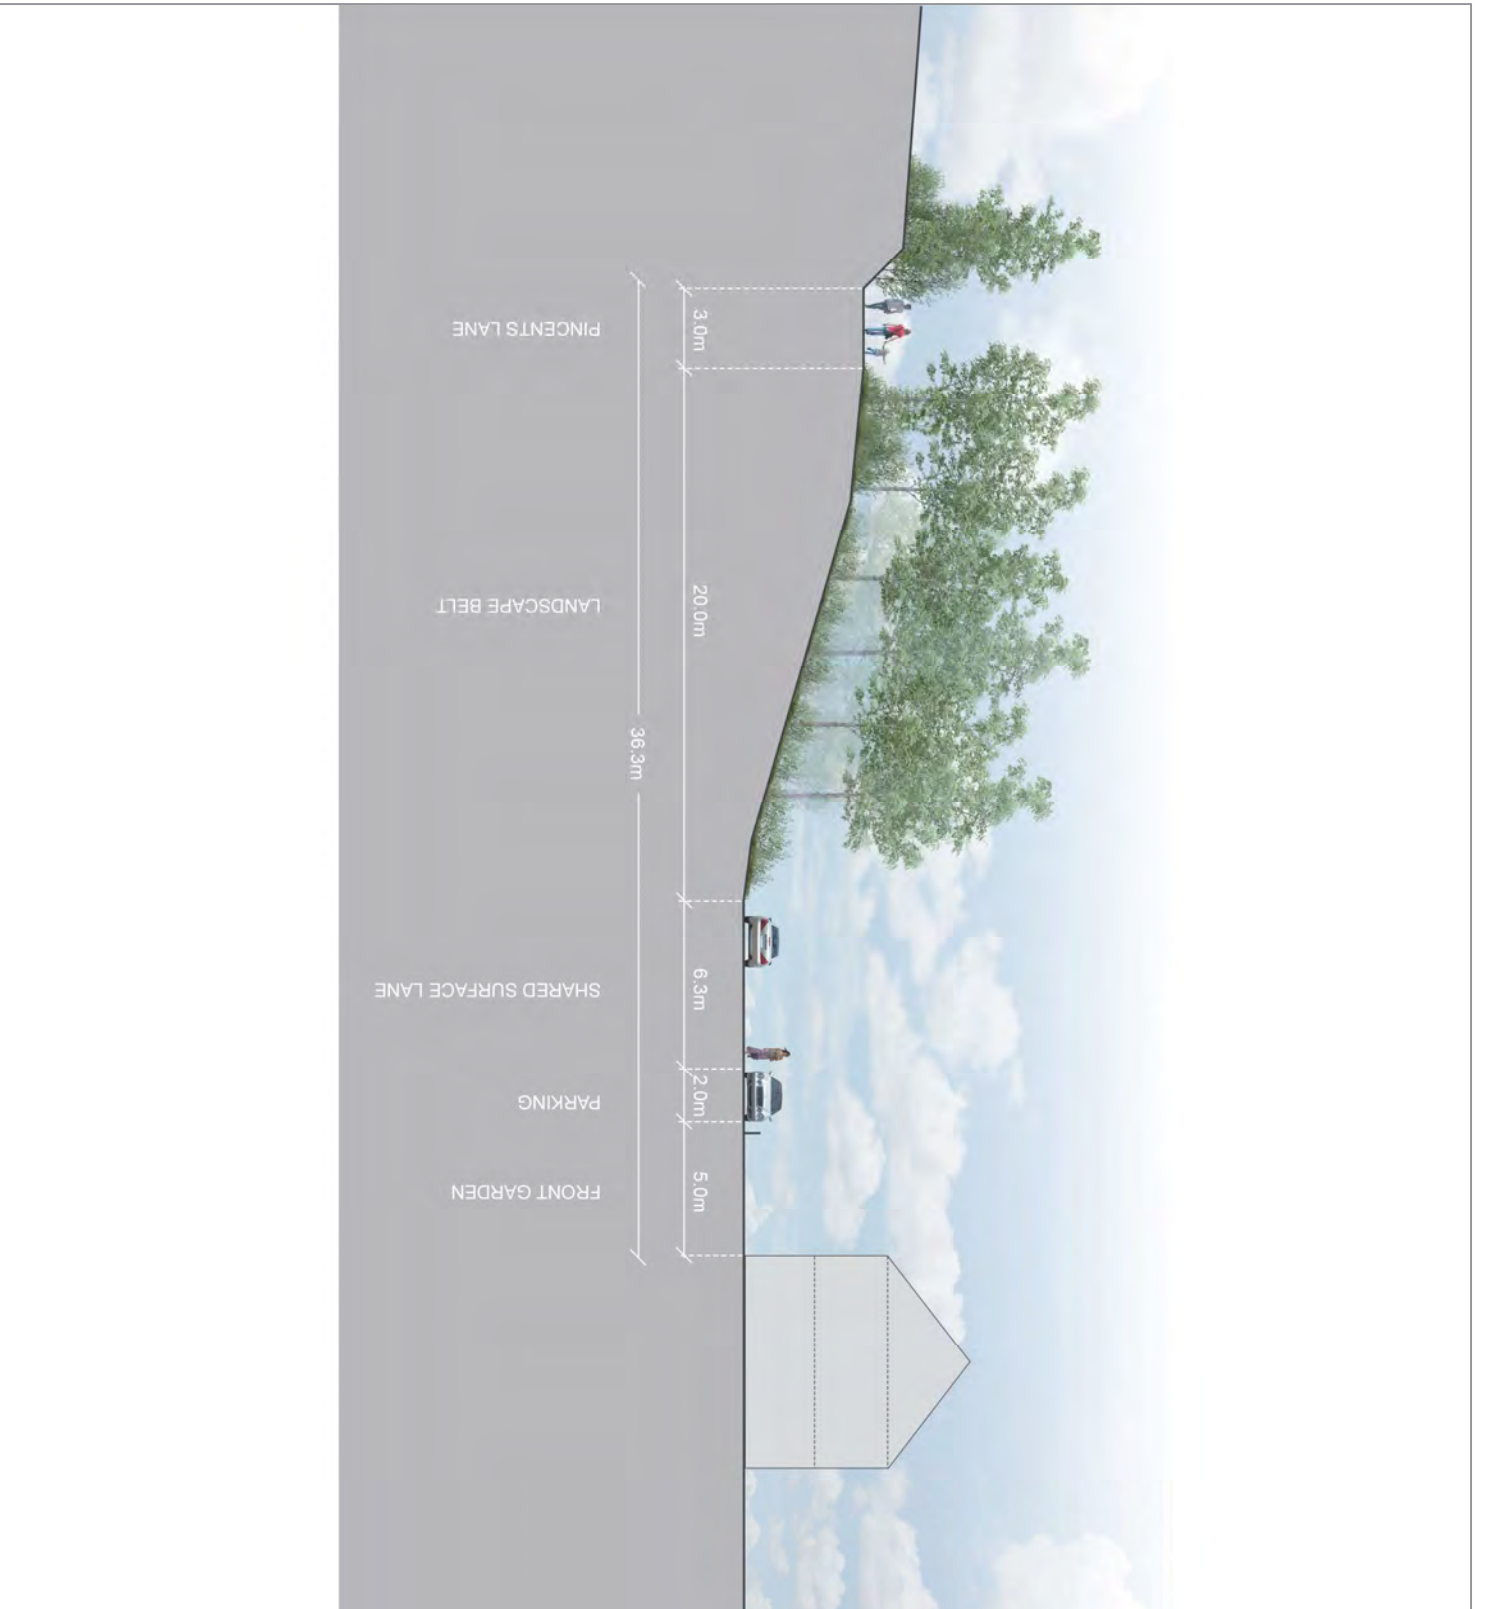 PINCENTS LANE
3.0m
LANDSCAPE BELT
20.0m
36.3m
SHARED SURFACE LANE
6.3m
PARKING
2.0m
FRONT GARDEN
5.0m